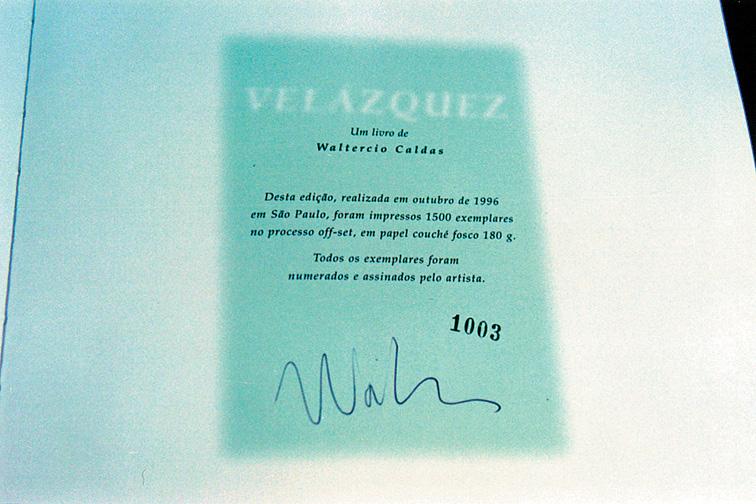 VELÁZQUEZ
Um livro de
Waltercio Caldas
Desta edição, realizada em outubro de 1996
em São Paulo, foram impressos 1500 exemplares
no processo off-set, em papel couché fosco 180 g.
Todos os exemplares foram
numerados e assinados pelo artista.
1003